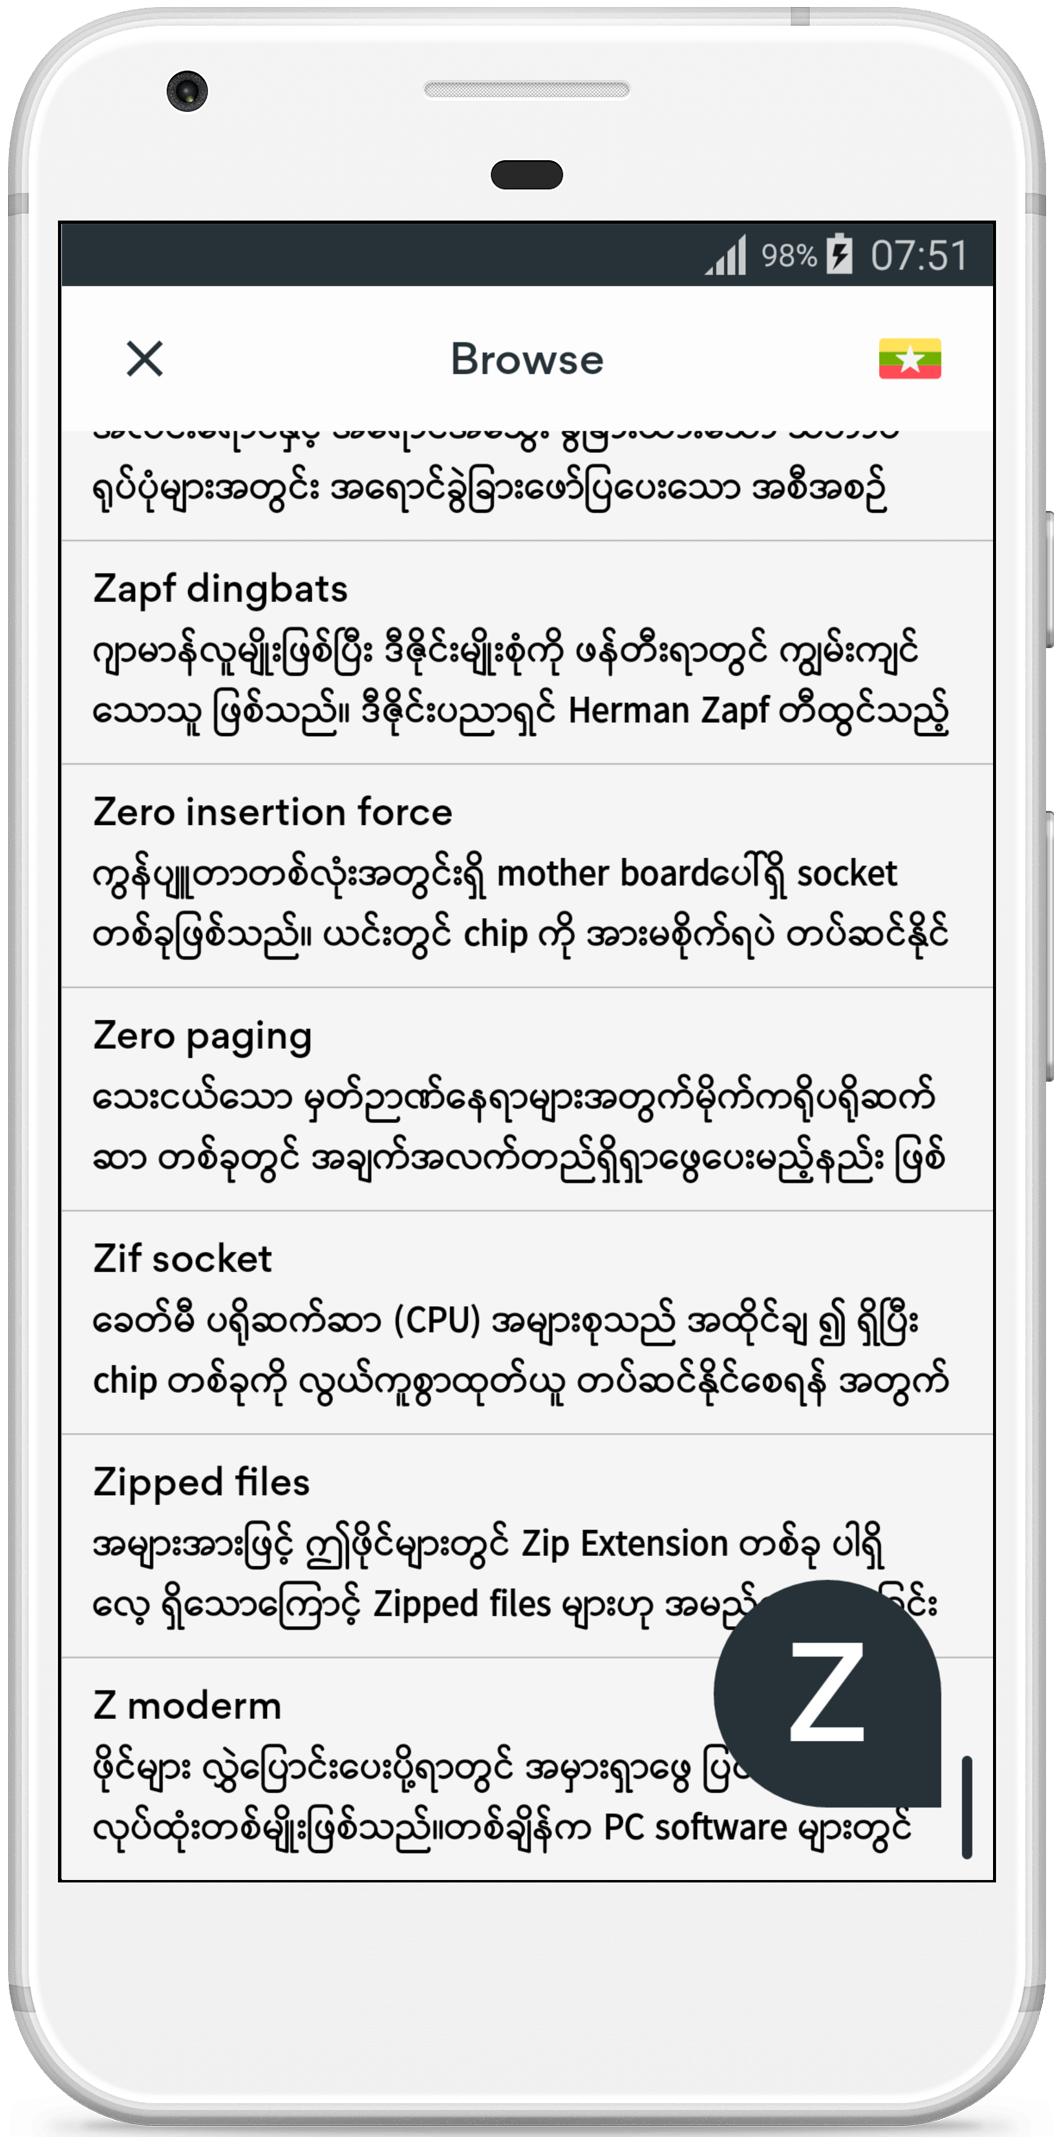 98% 07:51
Browse
ရုပ်ပုံများအတွင်း အရောင်ခွဲခြားဖော်ပြပေးသော အစီအစဉ်
Zapf dingbats
ဂျာမာန်လူမျိုးဖြစ်ပြီး ဒီဇိုင်းမျိုးစုံကို ဖန်တီးရာတွင် ကျွမ်းကျင်
သောသူ ဖြစ်သည်။ ဒီဇိုင်းပညာရှင် Herman Zapf တီထွင်သည့်
Zero insertion force
ကွန်ပျူတာတစ်လုံးအတွင်းရှိ mother boardပေါ်ရှိ socket
တစ်ခုဖြစ်သည်။ ယင်းတွင် chip ကို အားမစိုက်ရပဲ တပ်ဆင်နိုင်
Zero paging
သေးငယ်သော မှတ်ဉာဏ်နေရာများအတွက်မိုက်ကရိုပရိုဆက်
ဆာ တစ်ခုတွင် အချက်အလက်တည်ရှိရှာဖွေပေးမည့်နည်း ဖြစ်
Zif socket
ခေတ်မီ ပရိုဆက်ဆာ (CPU) အများစုသည် အထိုင်ချ ၍ ရှိပြီး
chip တစ်ခုကို လွယ်ကူစွာထုတ်ယူ တပ်ဆင်နိုင်စေရန် အတွက်
Zipped files
အများအားဖြင့် ဤဖိုင်များတွင် Zip Extension တစ်ခု ပါရှိ
လေ့ ရှိသောကြောင့် Zipped files များဟု
Z moderm
ဖိုင်များ လွှဲပြောင်းပေးပို့ရာတွင် အမှားရှာဖွေ
လုပ်ထုံးတစ်မျိုးဖြစ်သည်။တစ်ချိန်က PC software များတွင်
Z